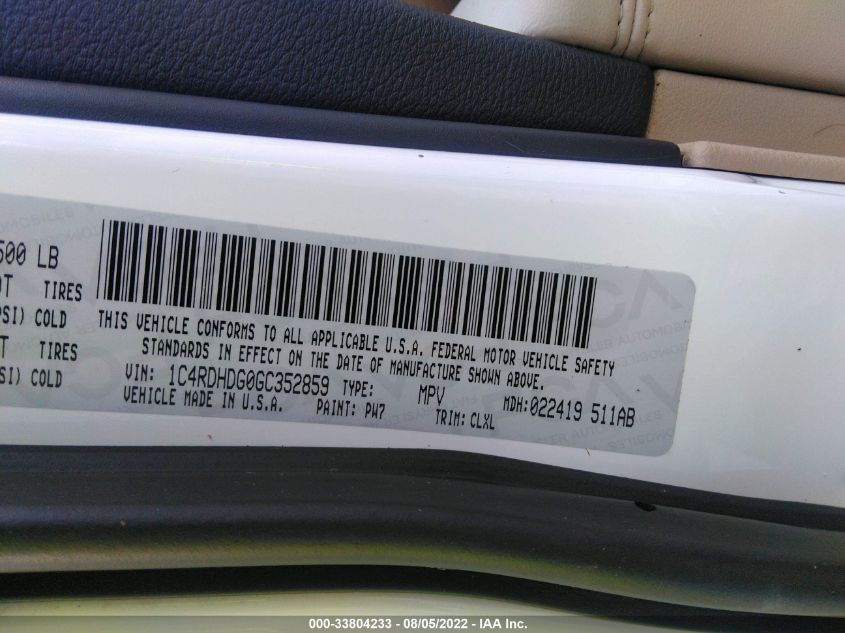 500 LB
TIRES
PSI) COLD
TIRES
SI) COLD
THIS VEHICLE CONFORMS TO ALL APPLICABLE U.S.A. FEDERAL MOTOR VEHICLE SAFETY
STANDARDS IN EFFECT ON THE DATE OF MANUFACTURE SHOWN ABOVE.
VIN: 1C4RDHDG0GC352859 TYPE: MPV MDH:022419 511AB
VEHICLE MADE IN U.S.A. PAINT: PW7 TRIM: CLXL
000-33804233 - 08/05/2022 - IAA Inc.